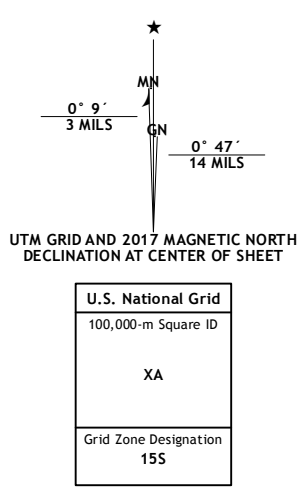 ★
MN
0° 9´
3 MILS
GN
0° 47´
14 MILS
UTM GRID AND 2017 MAGNETIC NORTH
DECLINATION AT CENTER OF SHEET
U.S. National Grid
100,000-m Square ID
XA
Grid Zone Designation
15S